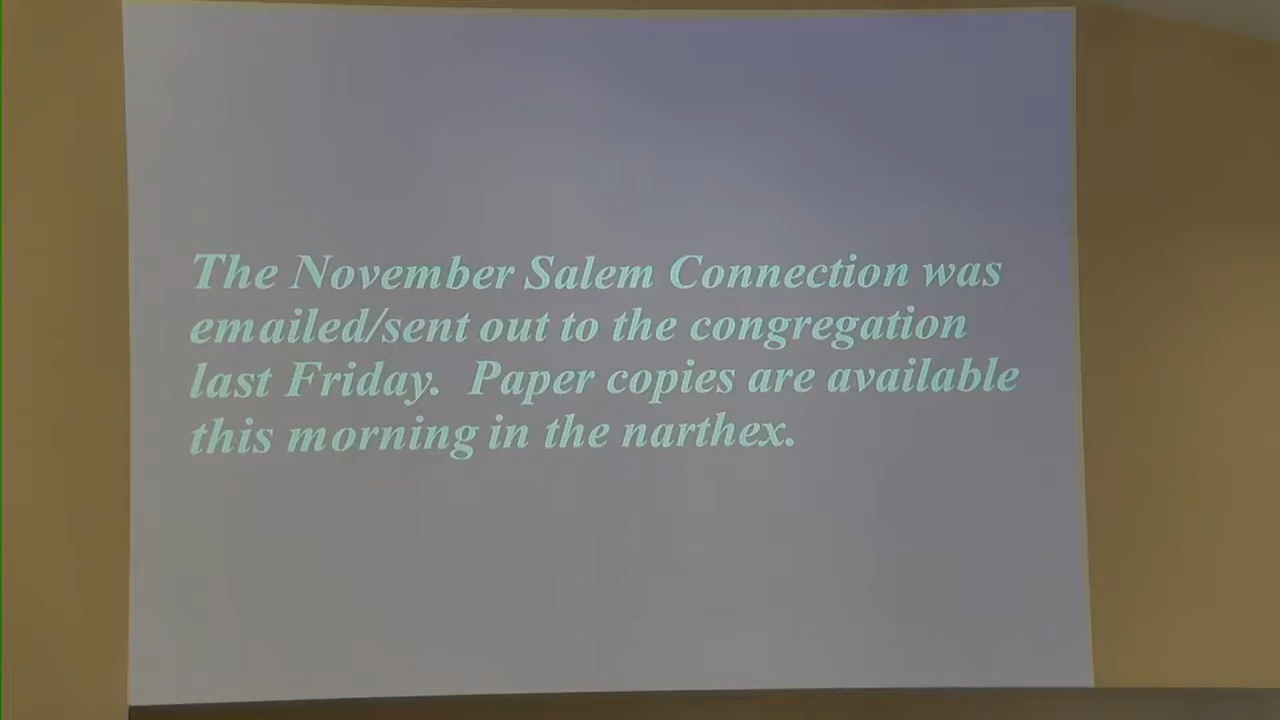 The November Salem Connection was
emailed/sent out to the congregation
last Friday.  Paper copies are available
this morning in the narthex.